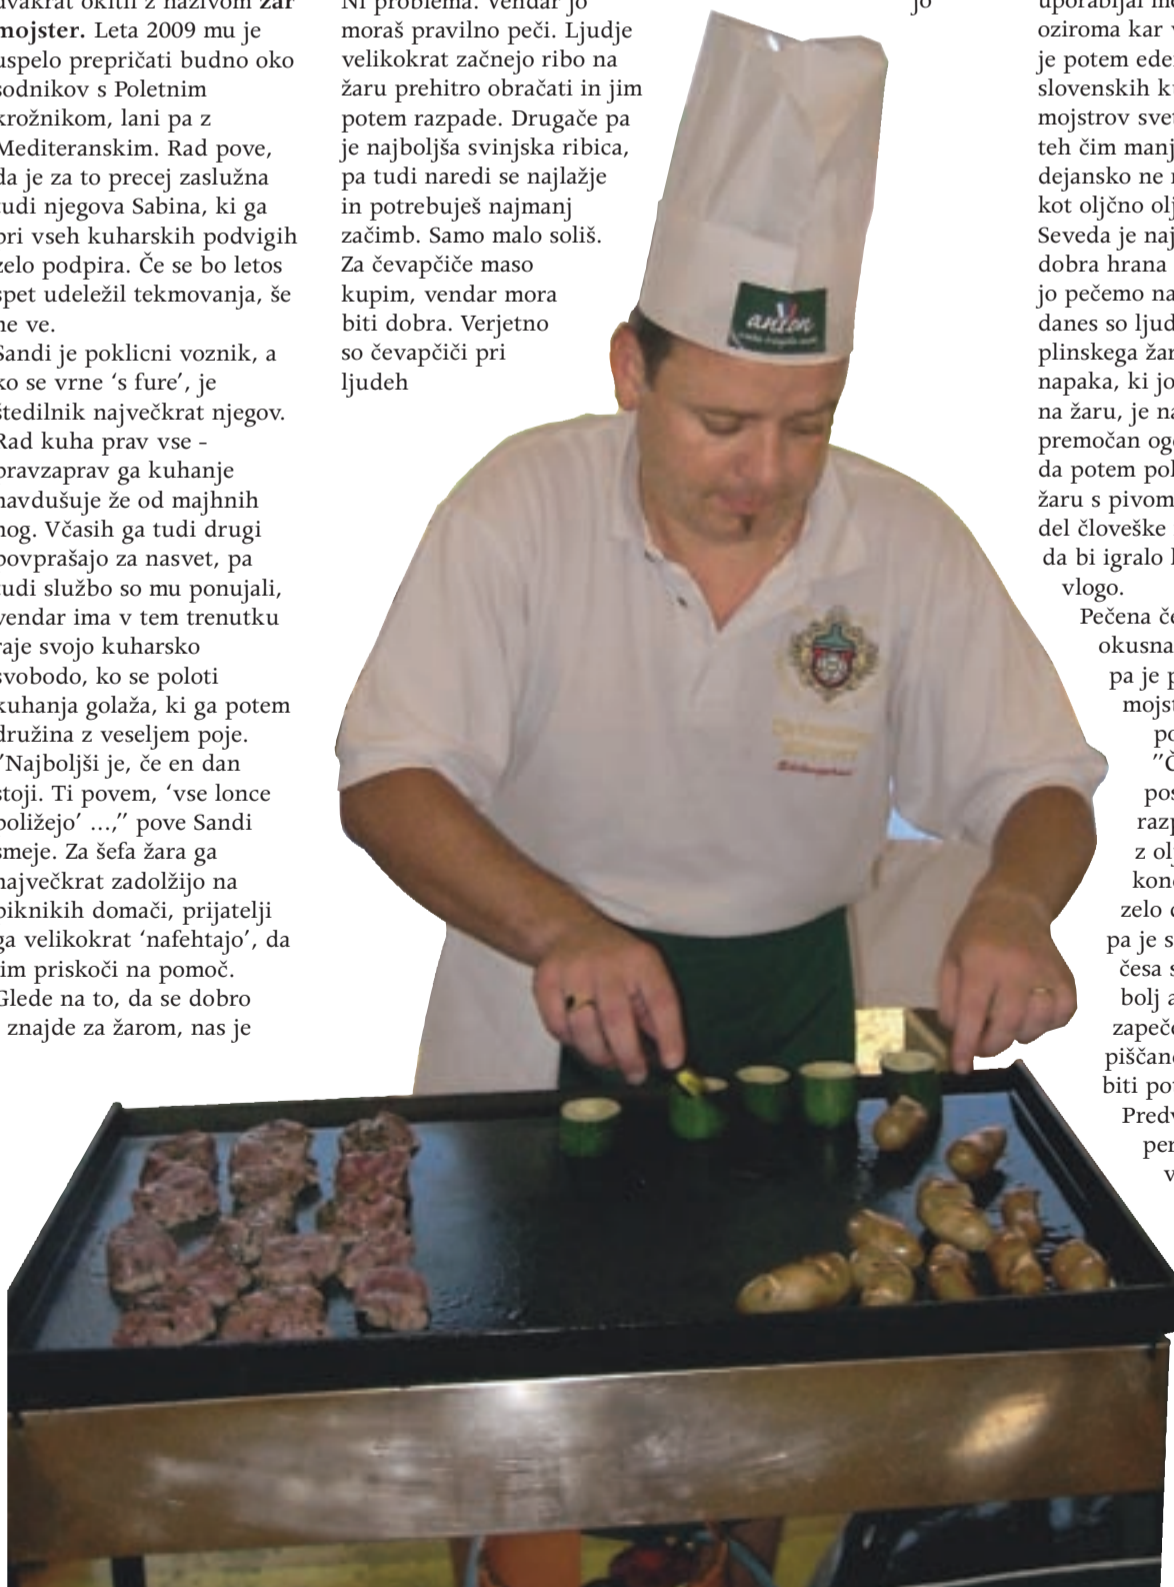 dvakrat okitil z nazivom žar
mojster. Leta 2009 mu je
uspelo prepričati budno oko
sodnikov s Poletnim
krožnikom, lani pa z
Mediteranskim. Rad pove,
da je za to precej zaslužna
tudi njegova Sabina, ki ga
pri vseh kuharskih podvigih
zelo podpira. Če se bo letos
spet udeležil tekmovanja, še
ne ve.
Sandi je poklicni voznik, a
ko se vrne ‘s fure’, je
štedilnik največkrat njegov.
Rad kuha prav vse -
pravzaprav ga kuhanje
navdušuje že od majhnih
nog. Včasih ga tudi drugi
povprašajo za nasvet, pa
tudi službo so mu ponujali,
vendar ima v tem trenutku
raje svojo kuharsko
svobodo, ko se poloti
kuhanja golaža, ki ga potem
družina z veseljem poje.
”Najboljši je, če en dan
stoji. Ti povem, ‘vse lonce
poližejo’ ...,” pove Sandi
smeje. Za šefa žara ga
največkrat zadolžijo na
piknikih domači, prijatelji
ga velikokrat ‘nafehtajo’, da
jim priskoči na pomoč.
Glede na to, da se dobro
znajde za žarom, nas je
Ni problema. Vendar jo
moraš pravilno peči. Ljudje
velikokrat začnejo ribo na
žaru prehitro obračati in jim
potem razpade. Drugače pa
je najboljša svinjska ribica,
pa tudi naredi se najlažje
in potrebuješ najmanj
začimb. Samo malo soliš.
Za čevapčiče maso
kupim, vendar mora
biti dobra. Verjetno
so čevapčiči pri
ljudeh
jo
anton
oziroma kar
je potem ede
slovenskih k
mojstrov sve
teh čim manj
dejansko ne
kot oljčno olj
Seveda je naj
dobra hrana
jo pečemo na
danes so ljud
plinskega žar
napaka, ki jo
na žaru, je na
premočan og
da potem pol
žaru s pivom
del človeške
da bi igralo
vlogo.
Pečena če
okusna
pa je p
mojst
po
”Č
pos
razp
z olj
kon
zelo
pa je s
česa s
bolj a
zapeč
piščan
biti po
Pred
per
v